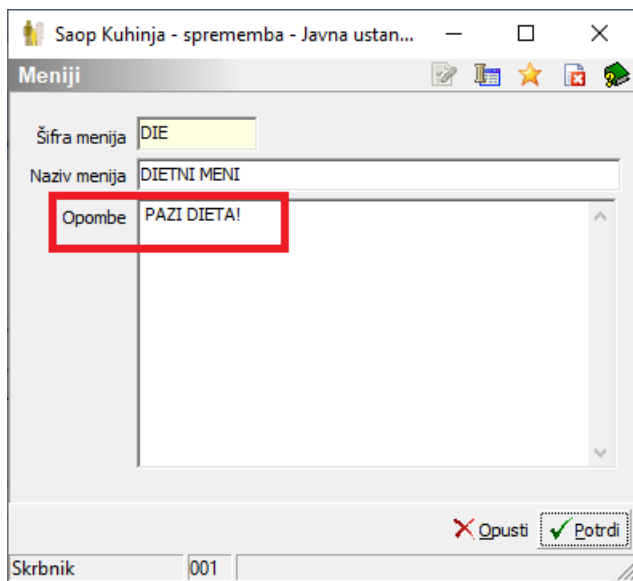 Saop Kuhinja - sprememba - Javna ustan...
Meniji
Šifra menija DIE
Naziv menija DIETNI MENI
Opombe PAZI DIETA!
Opusti Potrdi
Skrbnik 001